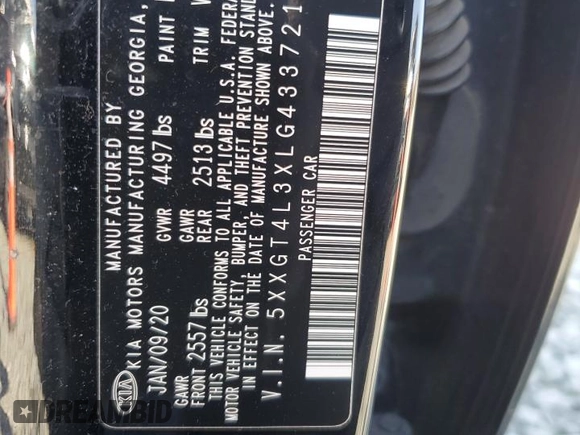 MANUFACTURED BY
KIA KIA MOTORS MANUFACTURING GEORGIA,
JAN/09/20 GVWR 4497 lbs PAINT
GAWR FRONT 2557 lbs GAWR REAR 2513 lbs TRIM
THIS VEHICLE CONFORMS TO ALL APPLICABLE U.S.A. FEDERA
MOTOR VEHICLE SAFETY, BUMPER, AND THEFT PREVENTION STAND
IN EFFECT ON THE DATE OF MANUFACTURE SHOWN ABOVE.
V.I.N. 5XXGT4L3XLG433721
PASSENGER CAR
DREAMBID